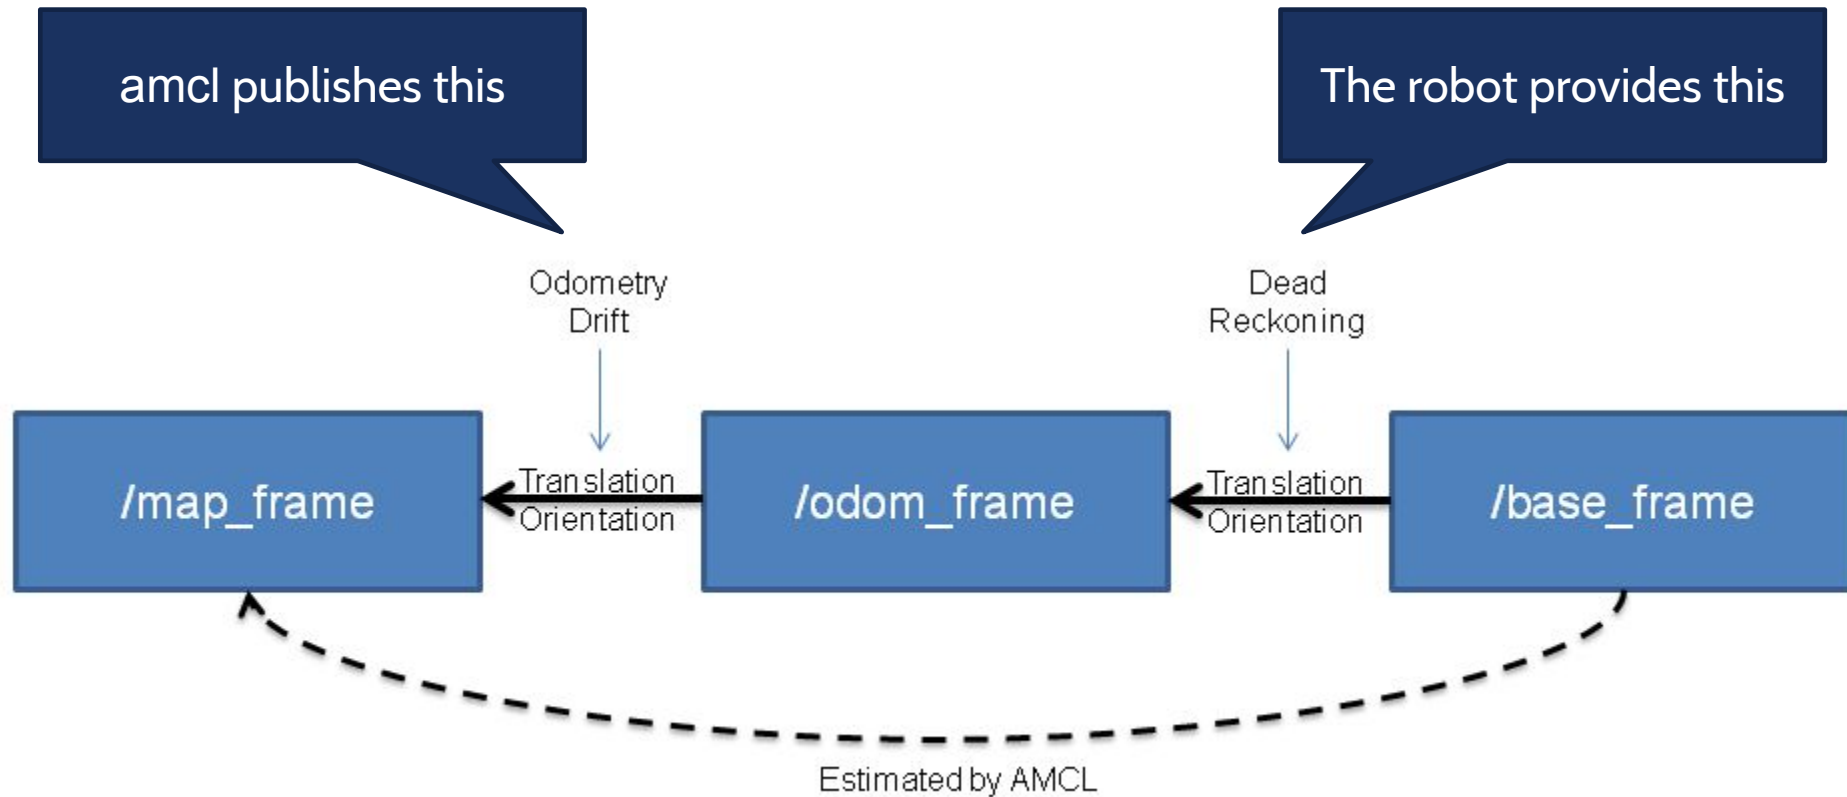 amcl publishes this
The robot provides this
Odometry
Drift
Dead
Reckoning
/map_frame
Translation
Orientation
/odom_frame
Translation
Orientation
/base_frame
Estimated by AMCL